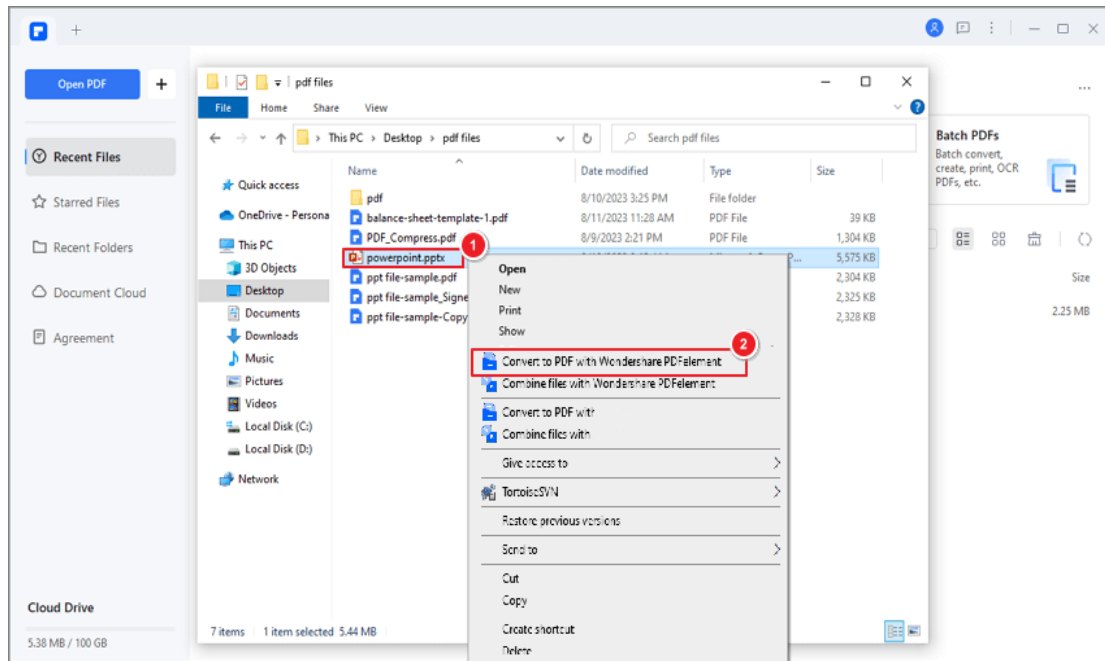 Open PDF
Recent Files
Starred Files
Recent Folders
Document Cloud
Agreement
Cloud Drive
5.38 MB / 100 GB
pdf files
File Home Share View
This PC > Desktop > pdf files
Search pdf files
Quick access
OneDrive - Persona
This PC
3D Objects
Desktop
Documents
Downloads
Music
Pictures
Videos
Local Disk (C:)
Local Disk (D:)
Network
Name Date modified Type Size
pdf 8/10/2023 3:25 PM File folder
balance-sheet-template-1.pdf 8/11/2023 11:28 AM PDF File 39 KB
PDF_Compress.pdf 8/9/2023 2:21 PM PDF File 1,304 KB
powerpoint.pptx P... 5,575 KB
ppt file-sample.pdf 2,304 KB
ppt file-sample_Signe 2,325 KB
ppt file-sample-Copy 2,328 KB
1
2
Open
New
Print
Show
Convert to PDF with Wondershare PDFelement
Combine files with Wondershare PDFelement
Convert to PDF with
Combine files with
Give access to
TortoiseSVN
Restore previous versions
Send to
Cut
Copy
Create shortcut
Delete
7 items 1 item selected 5.44 MB
Batch PDFs
Batch convert,
create, print, OCR
PDFs, etc.
Size
2.25 MB